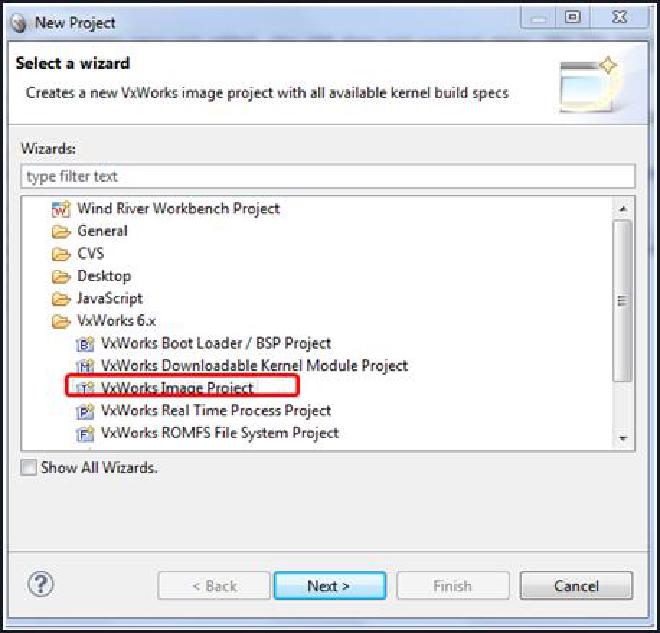 New Project
Select a wizard
Creates a new VxWorks image project with all available kernel build specs
Wizards:
type filter text
Wind River Workbench Project
General
CVS
Desktop
JavaScript
VxWorks 6.x
VxWorks Boot Loader / BSP Project
VxWorks Downloadable Kernel Module Project
VxWorks Image Project
VxWorks Real Time Process Project
VxWorks ROMFS File System Project
Show All Wizards.
< Back Next > Finish Cancel